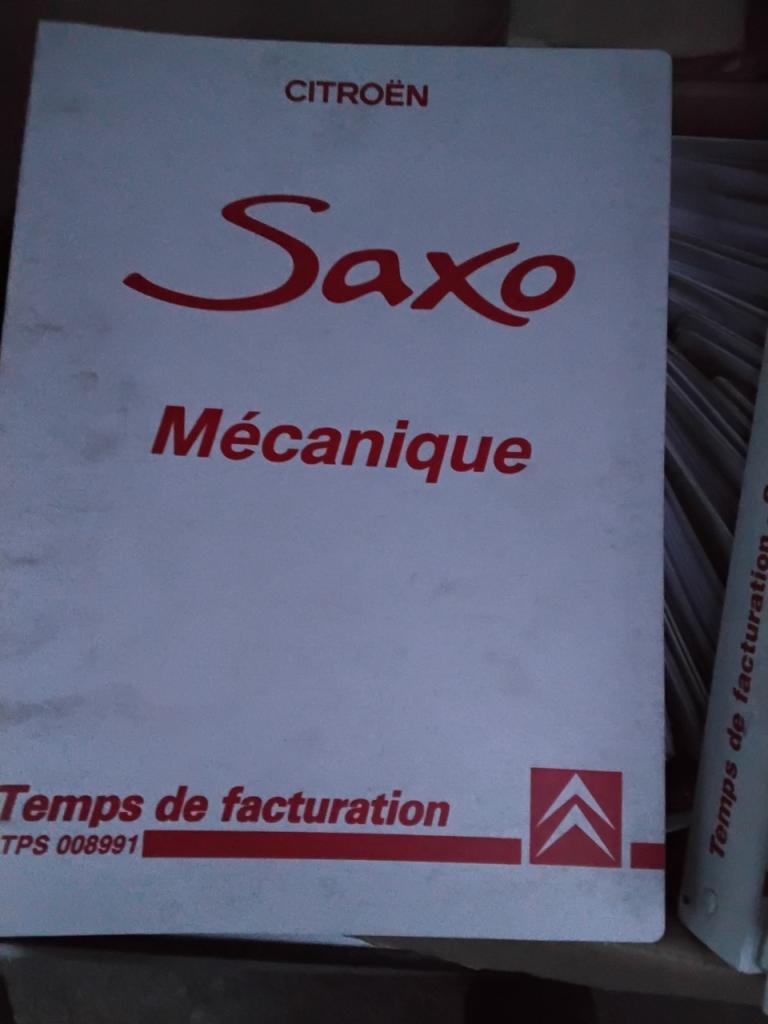 CITROËN
Saxo
Mécanique
Temps de facturation
TPS 008991
Temps de facturation